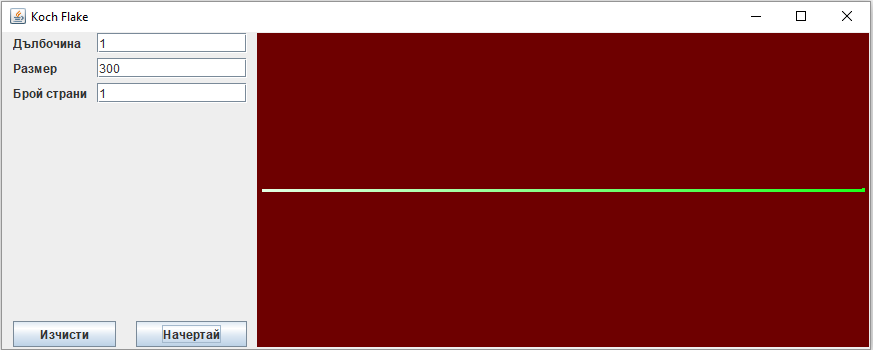 Koch Flake
Дълбочина 1
Размер 300
Брой страни 1
Изчисти Начертай